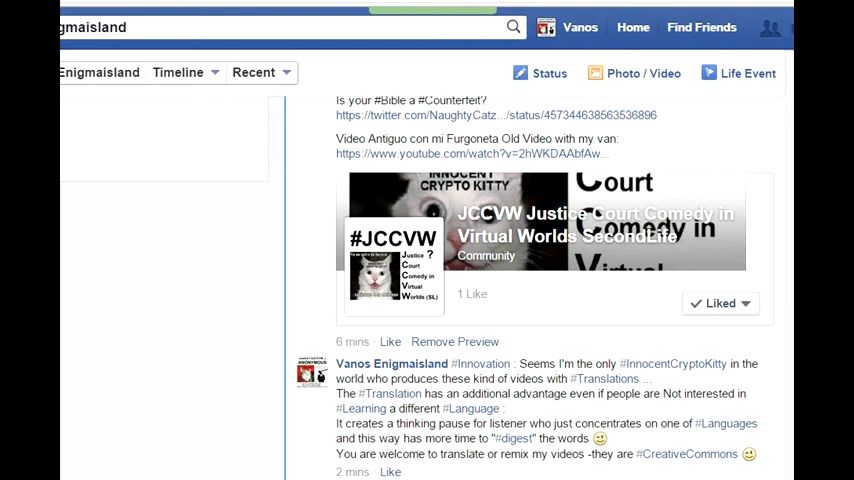 gmaisland
Vanos Home Find Friends
Enigmaisland Timeline Recent Status Photo / Video Life Event
Is your #Bible a #Counterfeit?
https://twitter.com/NaughtyCatz.../status/457344638563536896
Video Antiguo con mi Furgoneta Old Video with my van:
https://www.youtube.com/watch?v=2hWKDAAbfAw...
INNOCENT
CRYPTO KITTY
Court
Comedy in
Virtual
JCCVW Justice Court Comedy in
Virtual Worlds SecondLife
Community
#JCCVW
Justice ?
Court
Comedy in
Virtual
Worlds (SL)
1 Like
Liked
6 mins Like Remove Preview
Vanos Enigmaisland #Innovation : Seems I'm the only #InnocentCryptoKitty in the
world who produces these kind of videos with #Translations ...
The #Translation has an additional advantage even if people are Not interested in
#Learning a different #Language :
It creates a thinking pause for listener who just concentrates on one of #Languages
and this way has more time to "#digest" the words
You are welcome to translate or remix my videos -they are #CreativeCommons
2 mins Like